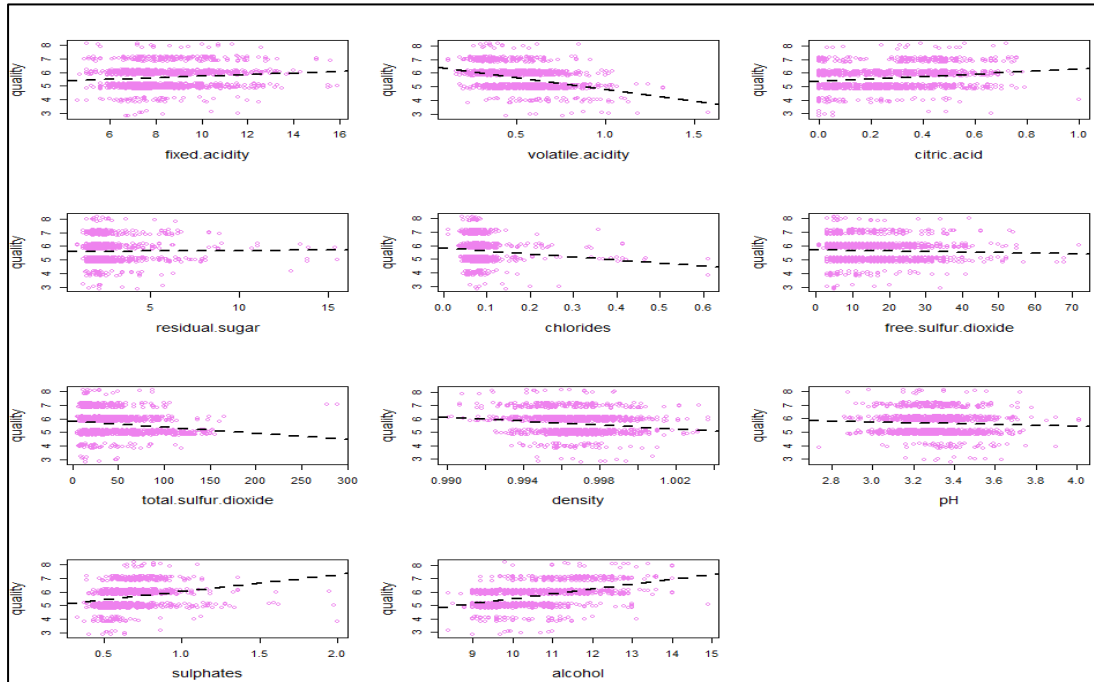 quality
8
7
6
5
4
3
6 8 10 12 14 16
fixed.acidity
quality
8
7
6
5
4
3
0.5 1.0 1.5
volatile.acidity
quality
8
7
6
5
4
3
0.0 0.2 0.4 0.6 0.8 1.0
citric.acid
quality
8
7
6
5
4
3
5 10 15
residual.sugar
quality
8
7
6
5
4
3
0.0 0.1 0.2 0.3 0.4 0.5 0.6
chlorides
quality
8
7
6
5
4
3
0 10 20 30 40 50 60 70
free.sulfur.dioxide
quality
8
7
6
5
4
3
0 50 100 150 200 250 300
total.sulfur.dioxide
quality
8
7
6
5
4
3
0.990 0.994 0.998 1.002
density
quality
8
7
6
5
4
3
2.8 3.0 3.2 3.4 3.6 3.8 4.0
pH
quality
8
7
6
5
4
3
0.5 1.0 1.5 2.0
sulphates
quality
8
7
6
5
4
3
9 10 11 12 13 14 15
alcohol